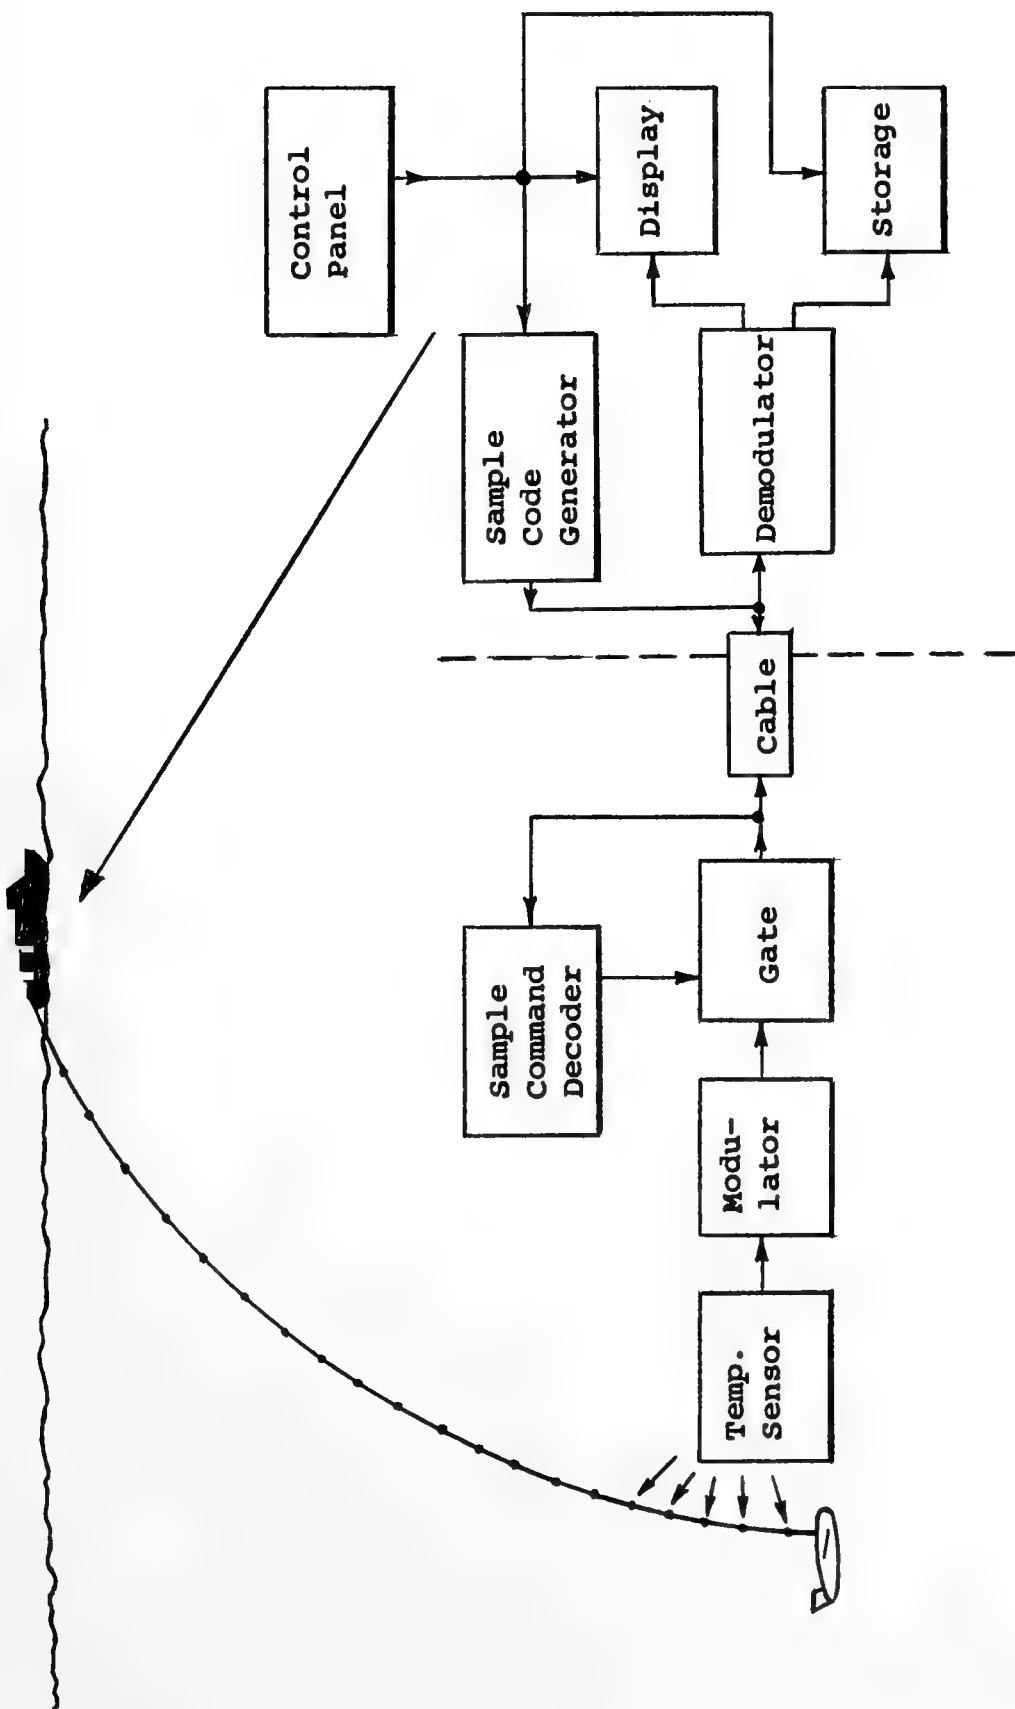 Control
Panel
Sample
Code
Generator
Display
Storage
Demodulator
Cable
Sample
Command
Decoder
Gate
Modu-
lator
Temp.
Sensor